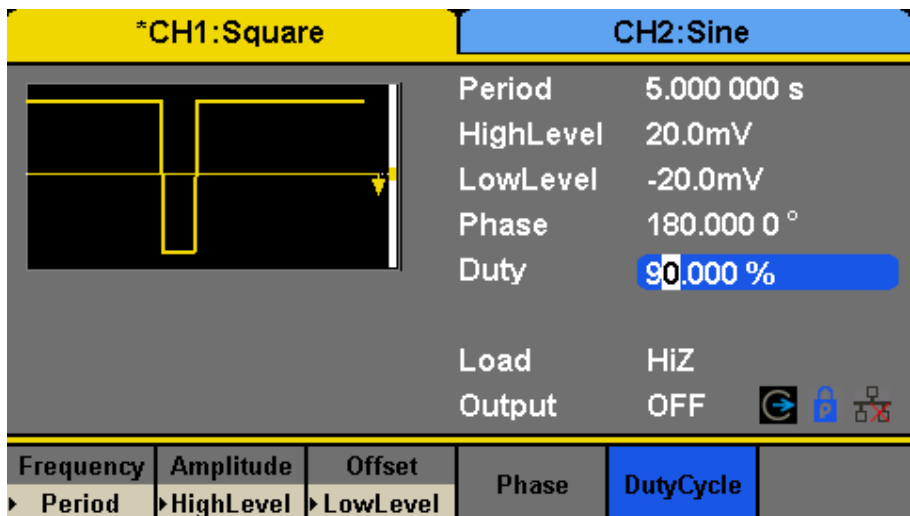 *CH1:Square
CH2:Sine
Period 5.000 000 s
HighLevel 20.0mV
LowLevel -20.0mV
Phase 180.000 0 °
Duty 90.000 %
Load HiZ
Output OFF
P
Frequency Amplitude Offset
Period HighLevel LowLevel
Phase
DutyCycle